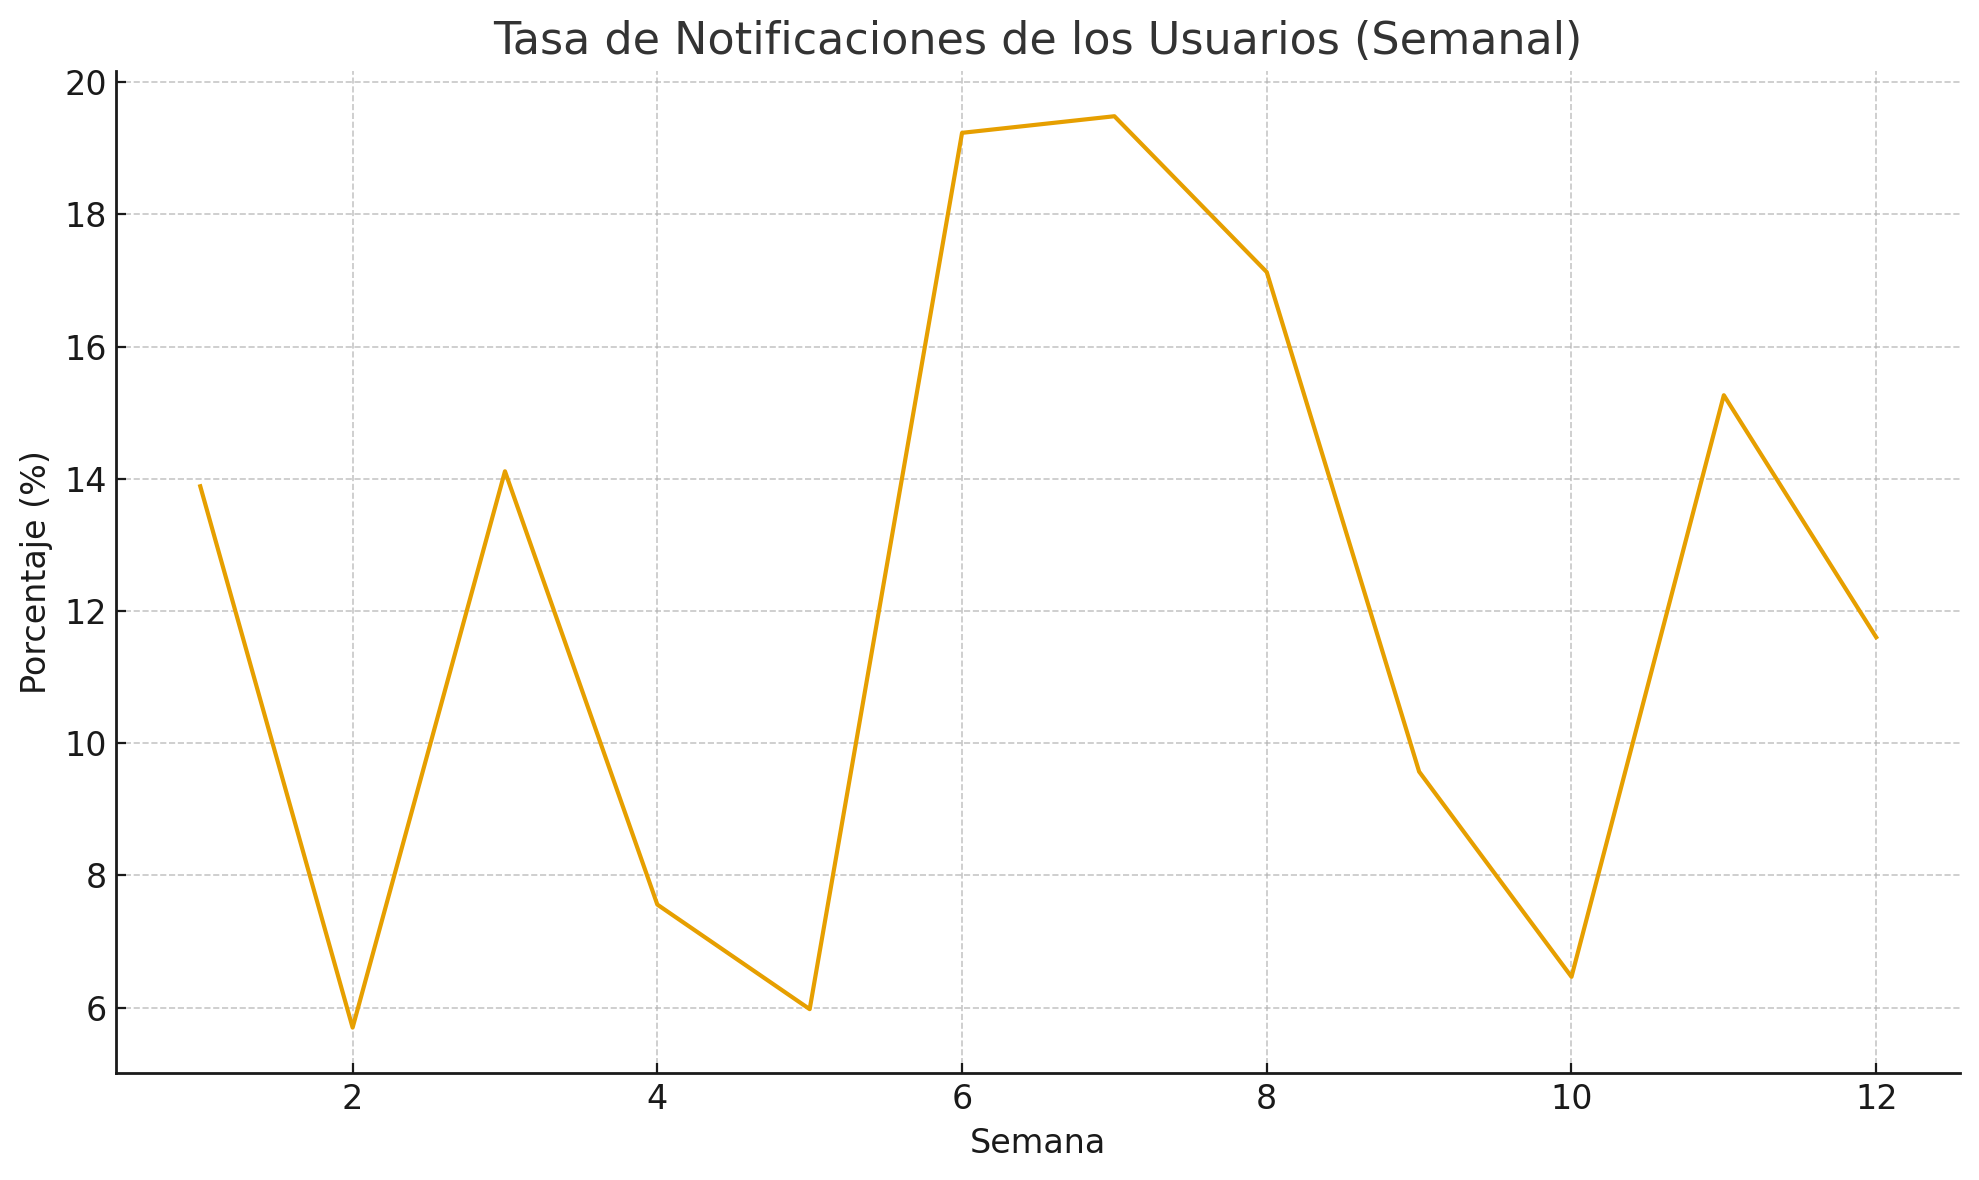 Tasa de Notificaciones de los Usuarios (Semanal)
Porcentaje (%)
20
18
16
14
12
10
8
6
2 4 6 8 10 12
Semana